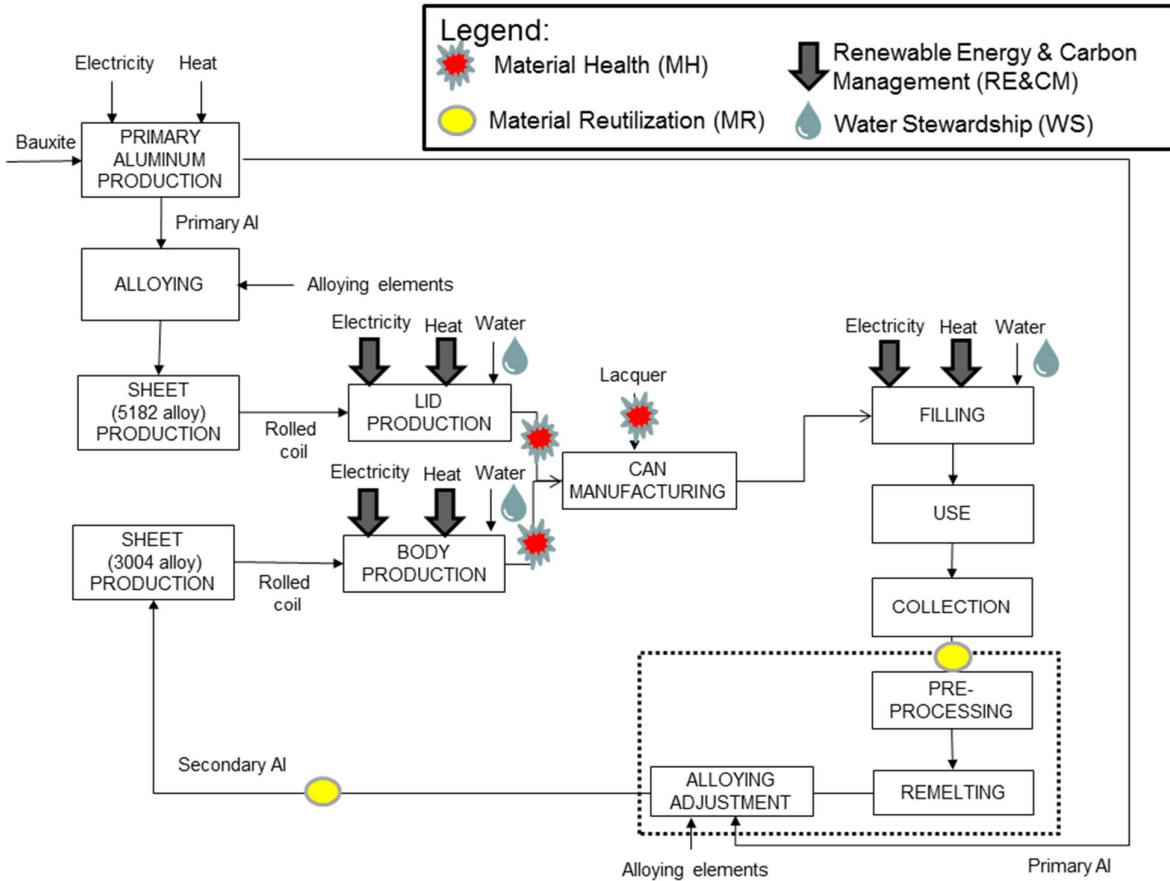 Legend:
Material Health (MH)
Renewable Energy & Carbon
Management (RE&CM)
Material Reutilization (MR)
Water Stewardship (WS)
Electricity
Heat
Bauxite
PRIMARY
ALUMINUM
PRODUCTION
Primary Al
ALLOYING
Alloying elements
SHEET
(5182 alloy)
PRODUCTION
Rolled
coil
Electricity
Heat
Water
LID
PRODUCTION
Lacquer
CAN
MANUFACTURING
Electricity
Heat
Water
FILLING
Electricity
Heat
Water
BODY
PRODUCTION
SHEET
(3004 alloy)
PRODUCTION
Rolled
coil
USE
COLLECTION
PRE-
PROCESSING
REMELTING
ALLOYING
ADJUSTMENT
Secondary Al
Alloying elements
Primary Al